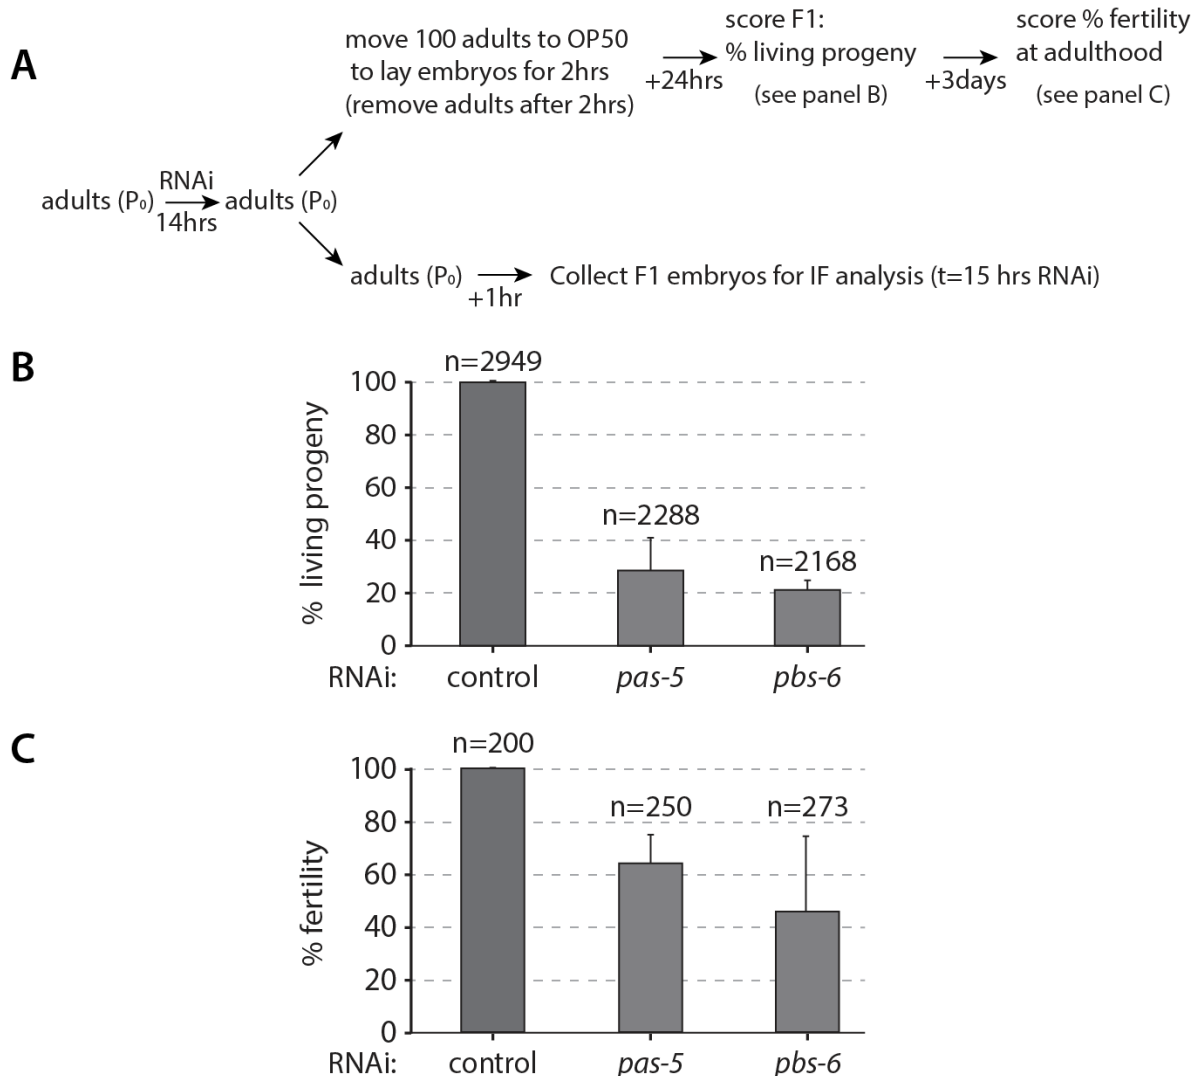 A
move 100 adults to OP50
to lay embryos for 2hrs
(remove adults after 2hrs)
+24hrs
score F1:
% living progeny
(see panel B)
+3days
score % fertility
at adulthood
(see panel C)
adults (P₀)
RNAi
14hrs
adults (P₀)
adults (P₀)
+1hr
Collect F1 embryos for IF analysis (t=15 hrs RNAi)
B
% living progeny
100
80
60
40
20
0
n=2949
n=2288
n=2168
RNAi: control pas-5 pbs-6
C
% fertility
100
80
60
40
20
0
n=200
n=250
n=273
RNAi: control pas-5 pbs-6